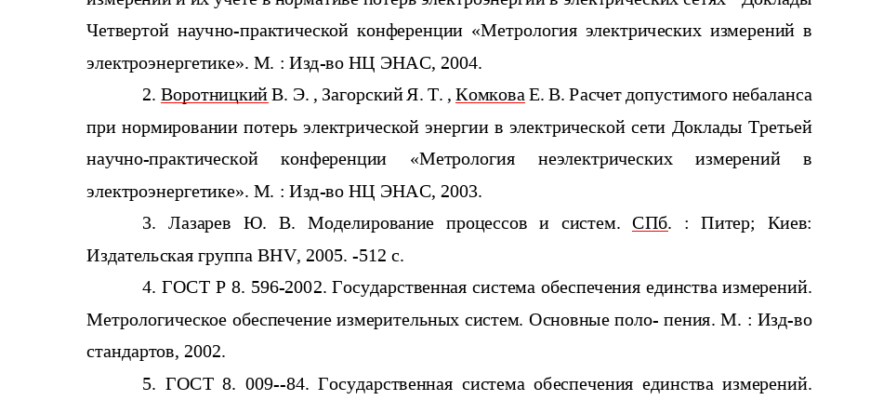 измерений и их учете в нормативе потерь электроэнергии в электрических сетях Доклады
Четвертой научно-практической конференции «Метрология электрических измерений в
электроэнергетике». М. : Изд-во НЦ ЭНАС, 2004.
2. Воротницкий В. Э. , Загорский Я. Т. , Комкова Е. В. Расчет допустимого небаланса
при нормировании потерь электрической энергии в электрической сети Доклады Третьей
научно-практической конференции «Метрология неэлектрических измерений в
электроэнергетике». М. : Изд-во НЦ ЭНАС, 2003.
3. Лазарев Ю. В. Моделирование процессов и систем. СПб. : Питер; Киев:
Издательская группа BHV, 2005. -512 с.
4. ГОСТ Р 8. 596-2002. Государственная система обеспечения единства измерений.
Метрологическое обеспечение измерительных систем. Основные поло- пения. М. : Изд-во
стандартов, 2002.
5. ГОСТ 8. 009--84. Государственная система обеспечения единства измерений.